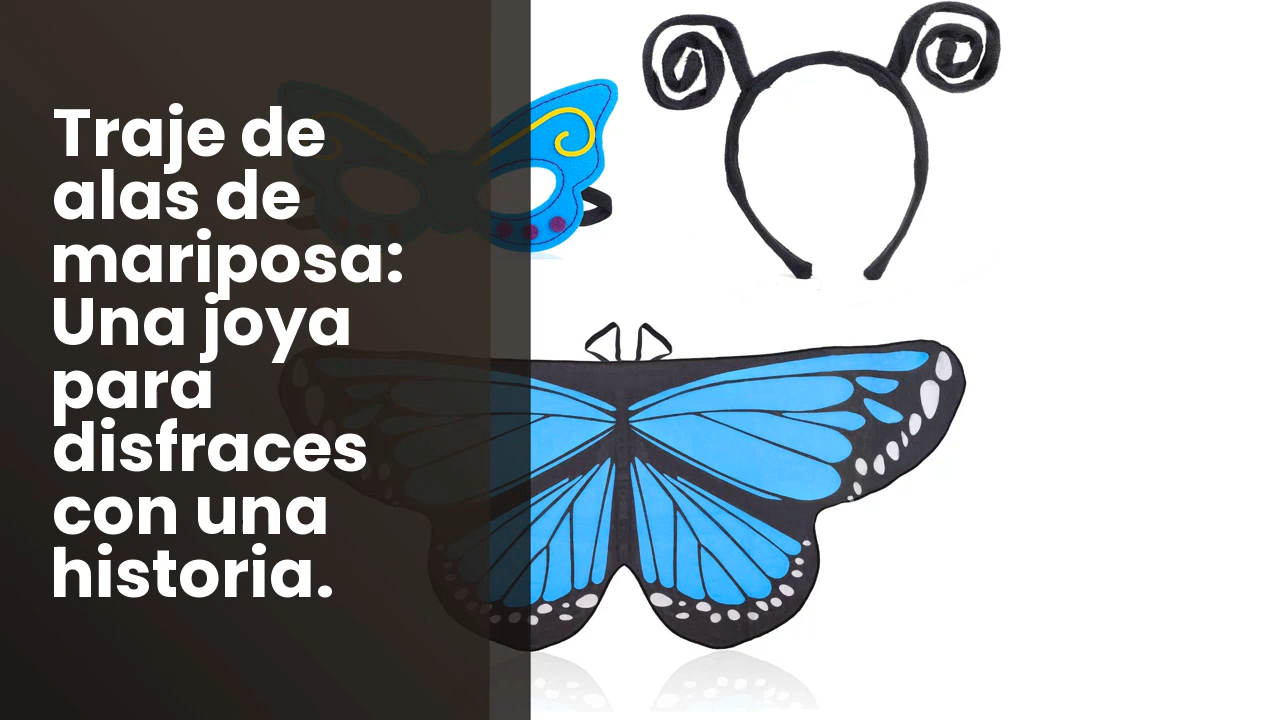 Traje de
alas de
mariposa:
Una joya
para
disfraces
con una
historia.